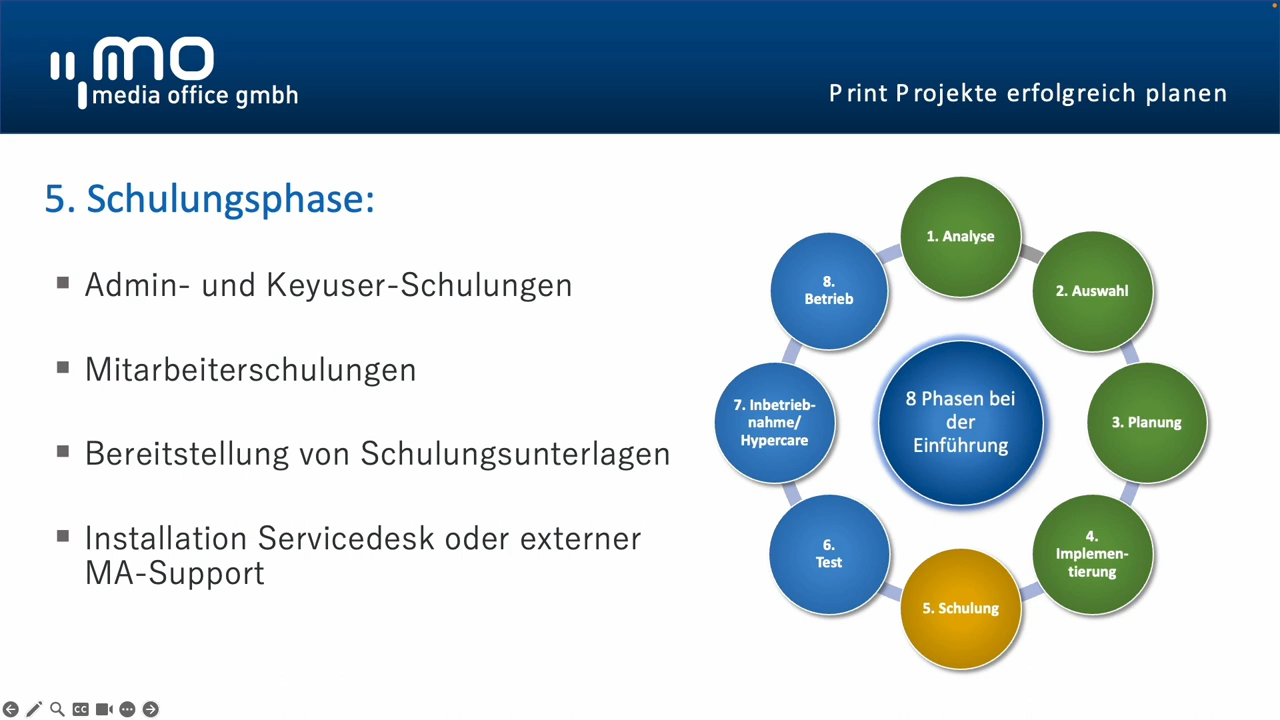 mo
media office gmbh
Print Projekte erfolgreich planen
5. Schulungsphase:
▪ Admin- und Keyuser-Schulungen
▪ Mitarbeiterschulungen
▪ Bereitstellung von Schulungsunterlagen
▪ Installation Servicedesk oder externer
MA-Support
1. Analyse
2. Auswahl
3. Planung
4.
Implemen-
tierung
5. Schulung
6.
Test
7. Inbetrieb-
nahme/
Hypercare
8.
Betrieb
8 Phasen bei
der
Einführung
CC